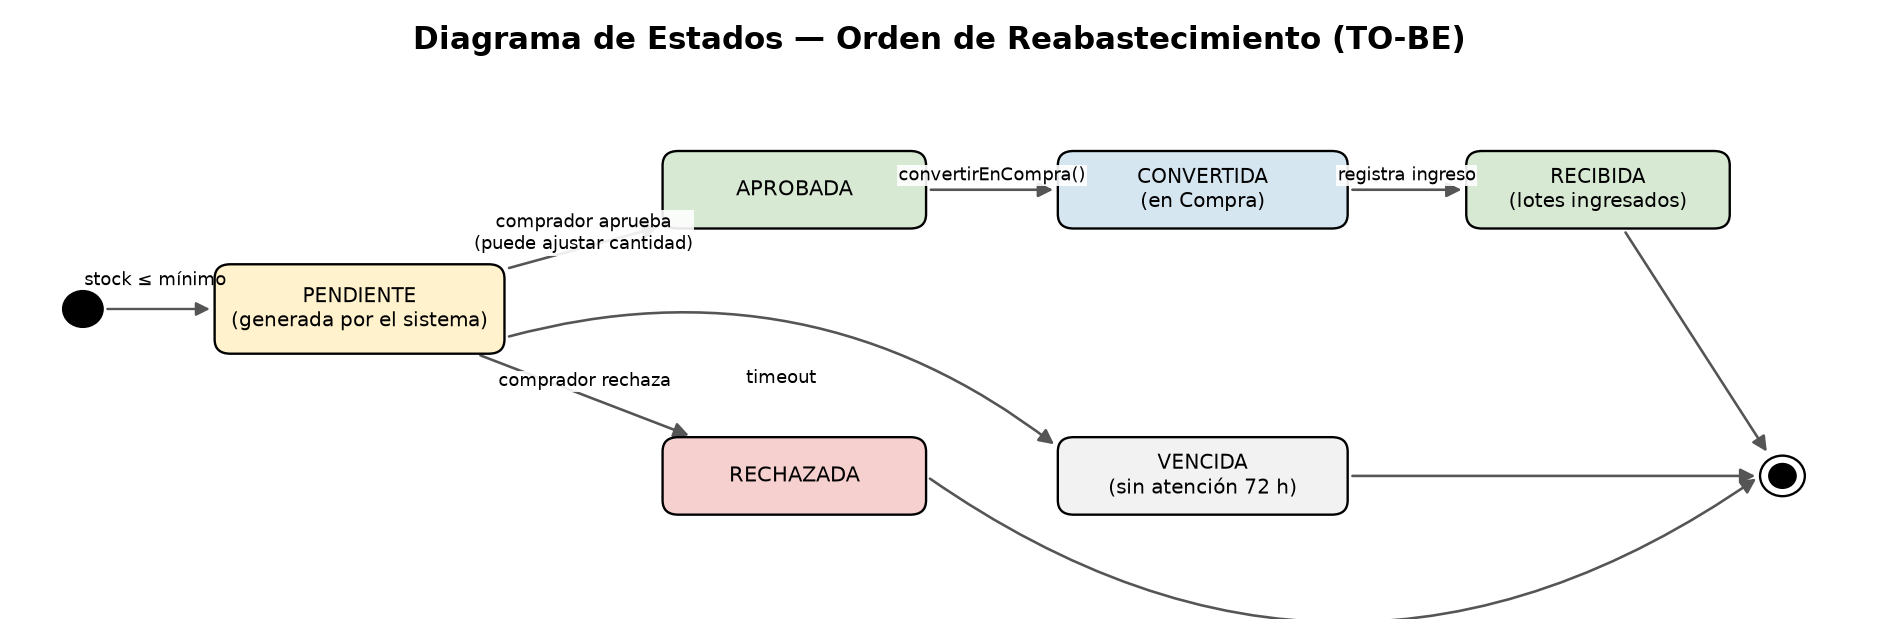 Diagrama de Estados — Orden de Reabastecimiento (TO-BE)
stock ≤ mínimo
PENDIENTE
(generada por el sistema)
comprador aprueba
(puede ajustar cantidad)
APROBADA
convertirEnCompra()
CONVERTIDA
(en Compra)
registra ingreso
RECIBIDA
(lotes ingresados)
comprador rechaza
timeout
RECHAZADA
VENCIDA
(sin atención 72 h)